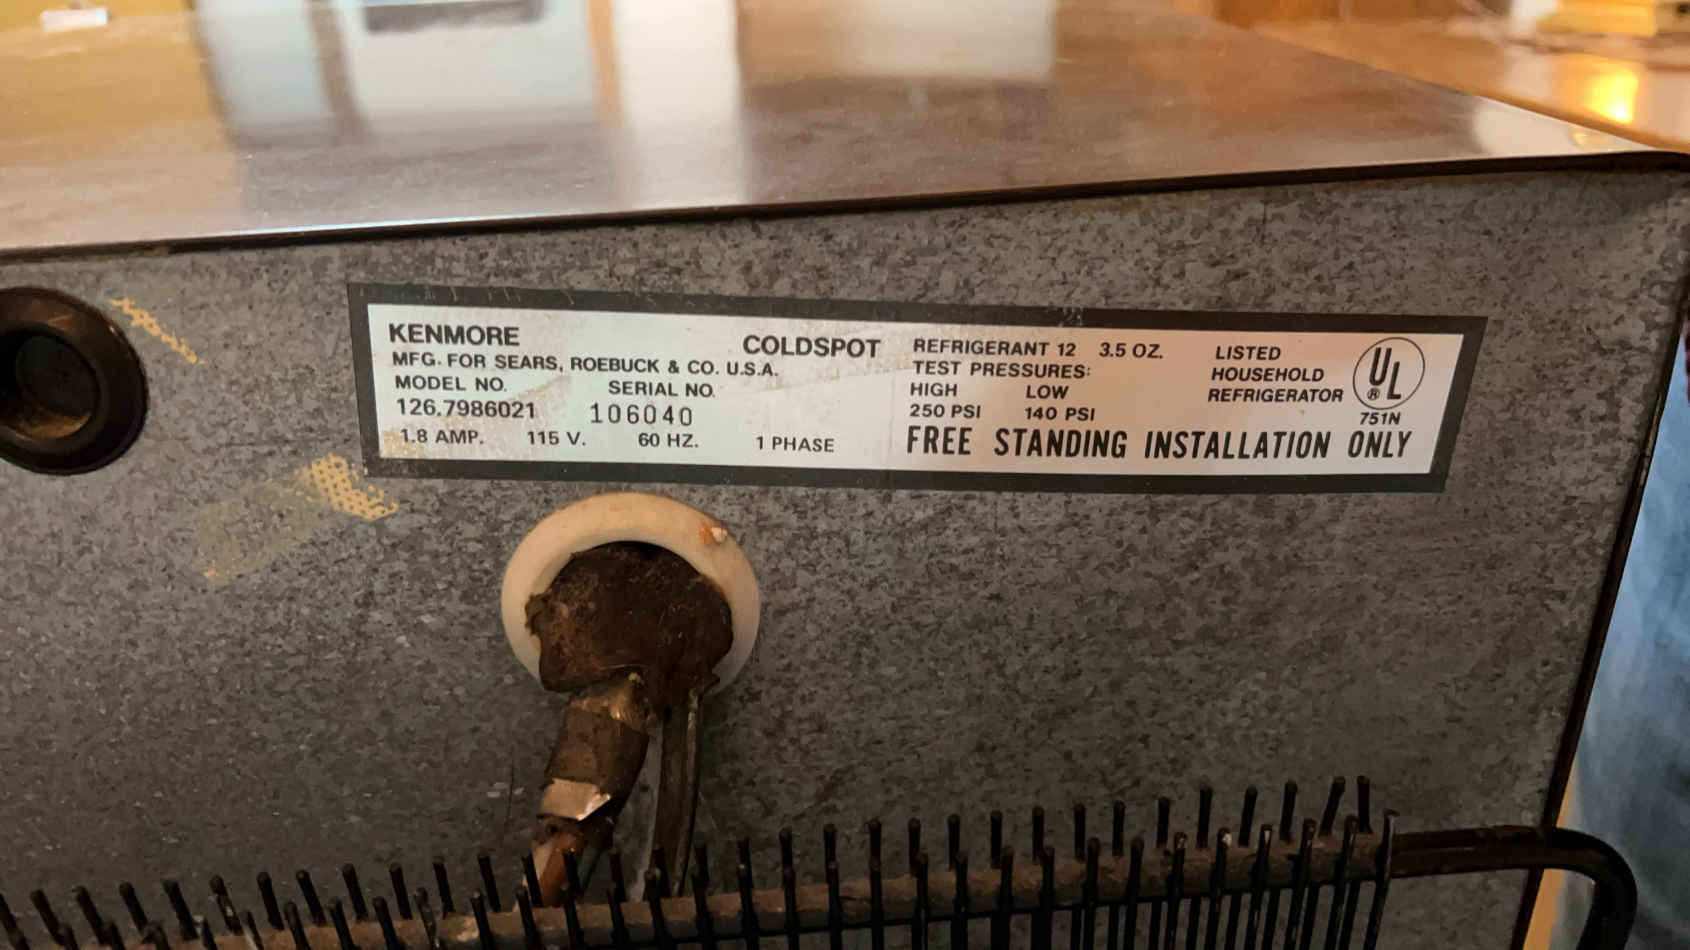 KENMORE COLDSPOT
MFG. FOR SEARS, ROEBUCK & CO. U.S.A.
MODEL NO. SERIAL NO.
126.7986021 106040
1.8 AMP. 115 V. 60 HZ. 1 PHASE
REFRIGERANT 12 3.5 OZ.
TEST PRESSURES:
HIGH LOW
250 PSI 140 PSI
LISTED
HOUSEHOLD
REFRIGERATOR
UL ®
751N
FREE STANDING INSTALLATION ONLY